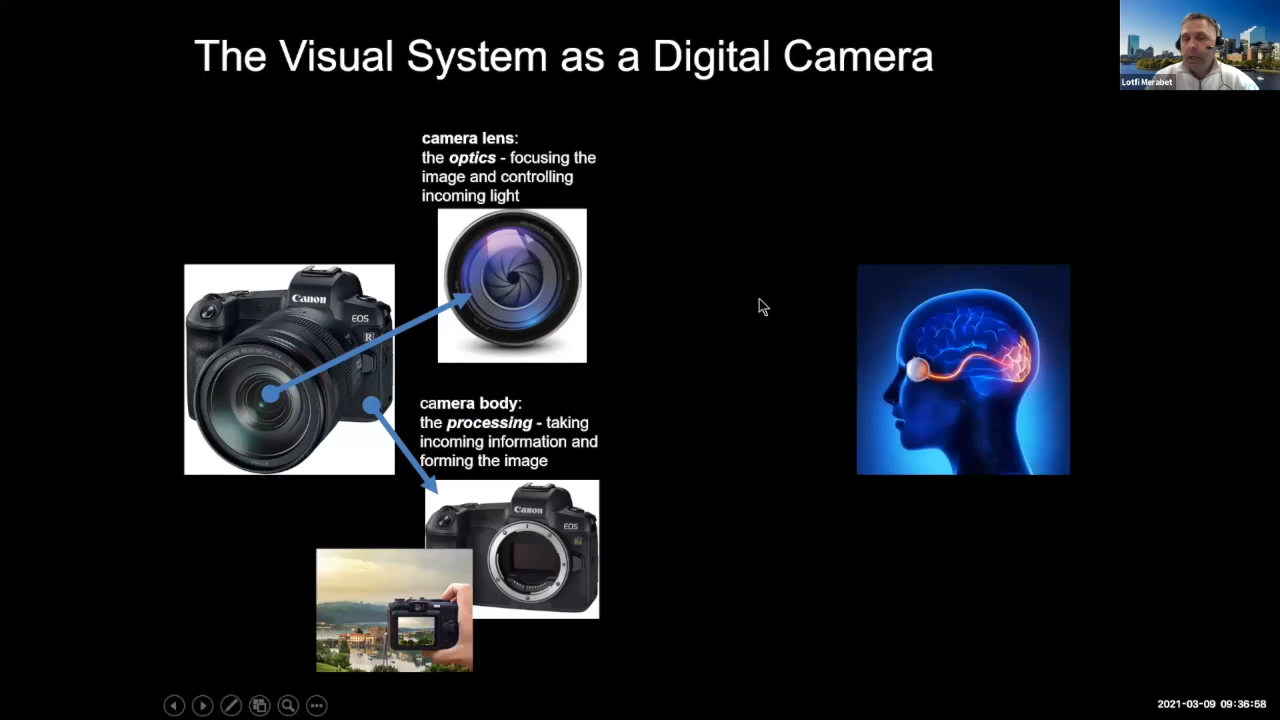 The Visual System as a Digital Camera
Lotfi Merabet
camera lens:
the optics - focusing the
image and controlling
incoming light
Canon
EOS
R
camera body:
the processing - taking
incoming information and
forming the image
Canon
EOS
2021-03-09 09:36:58